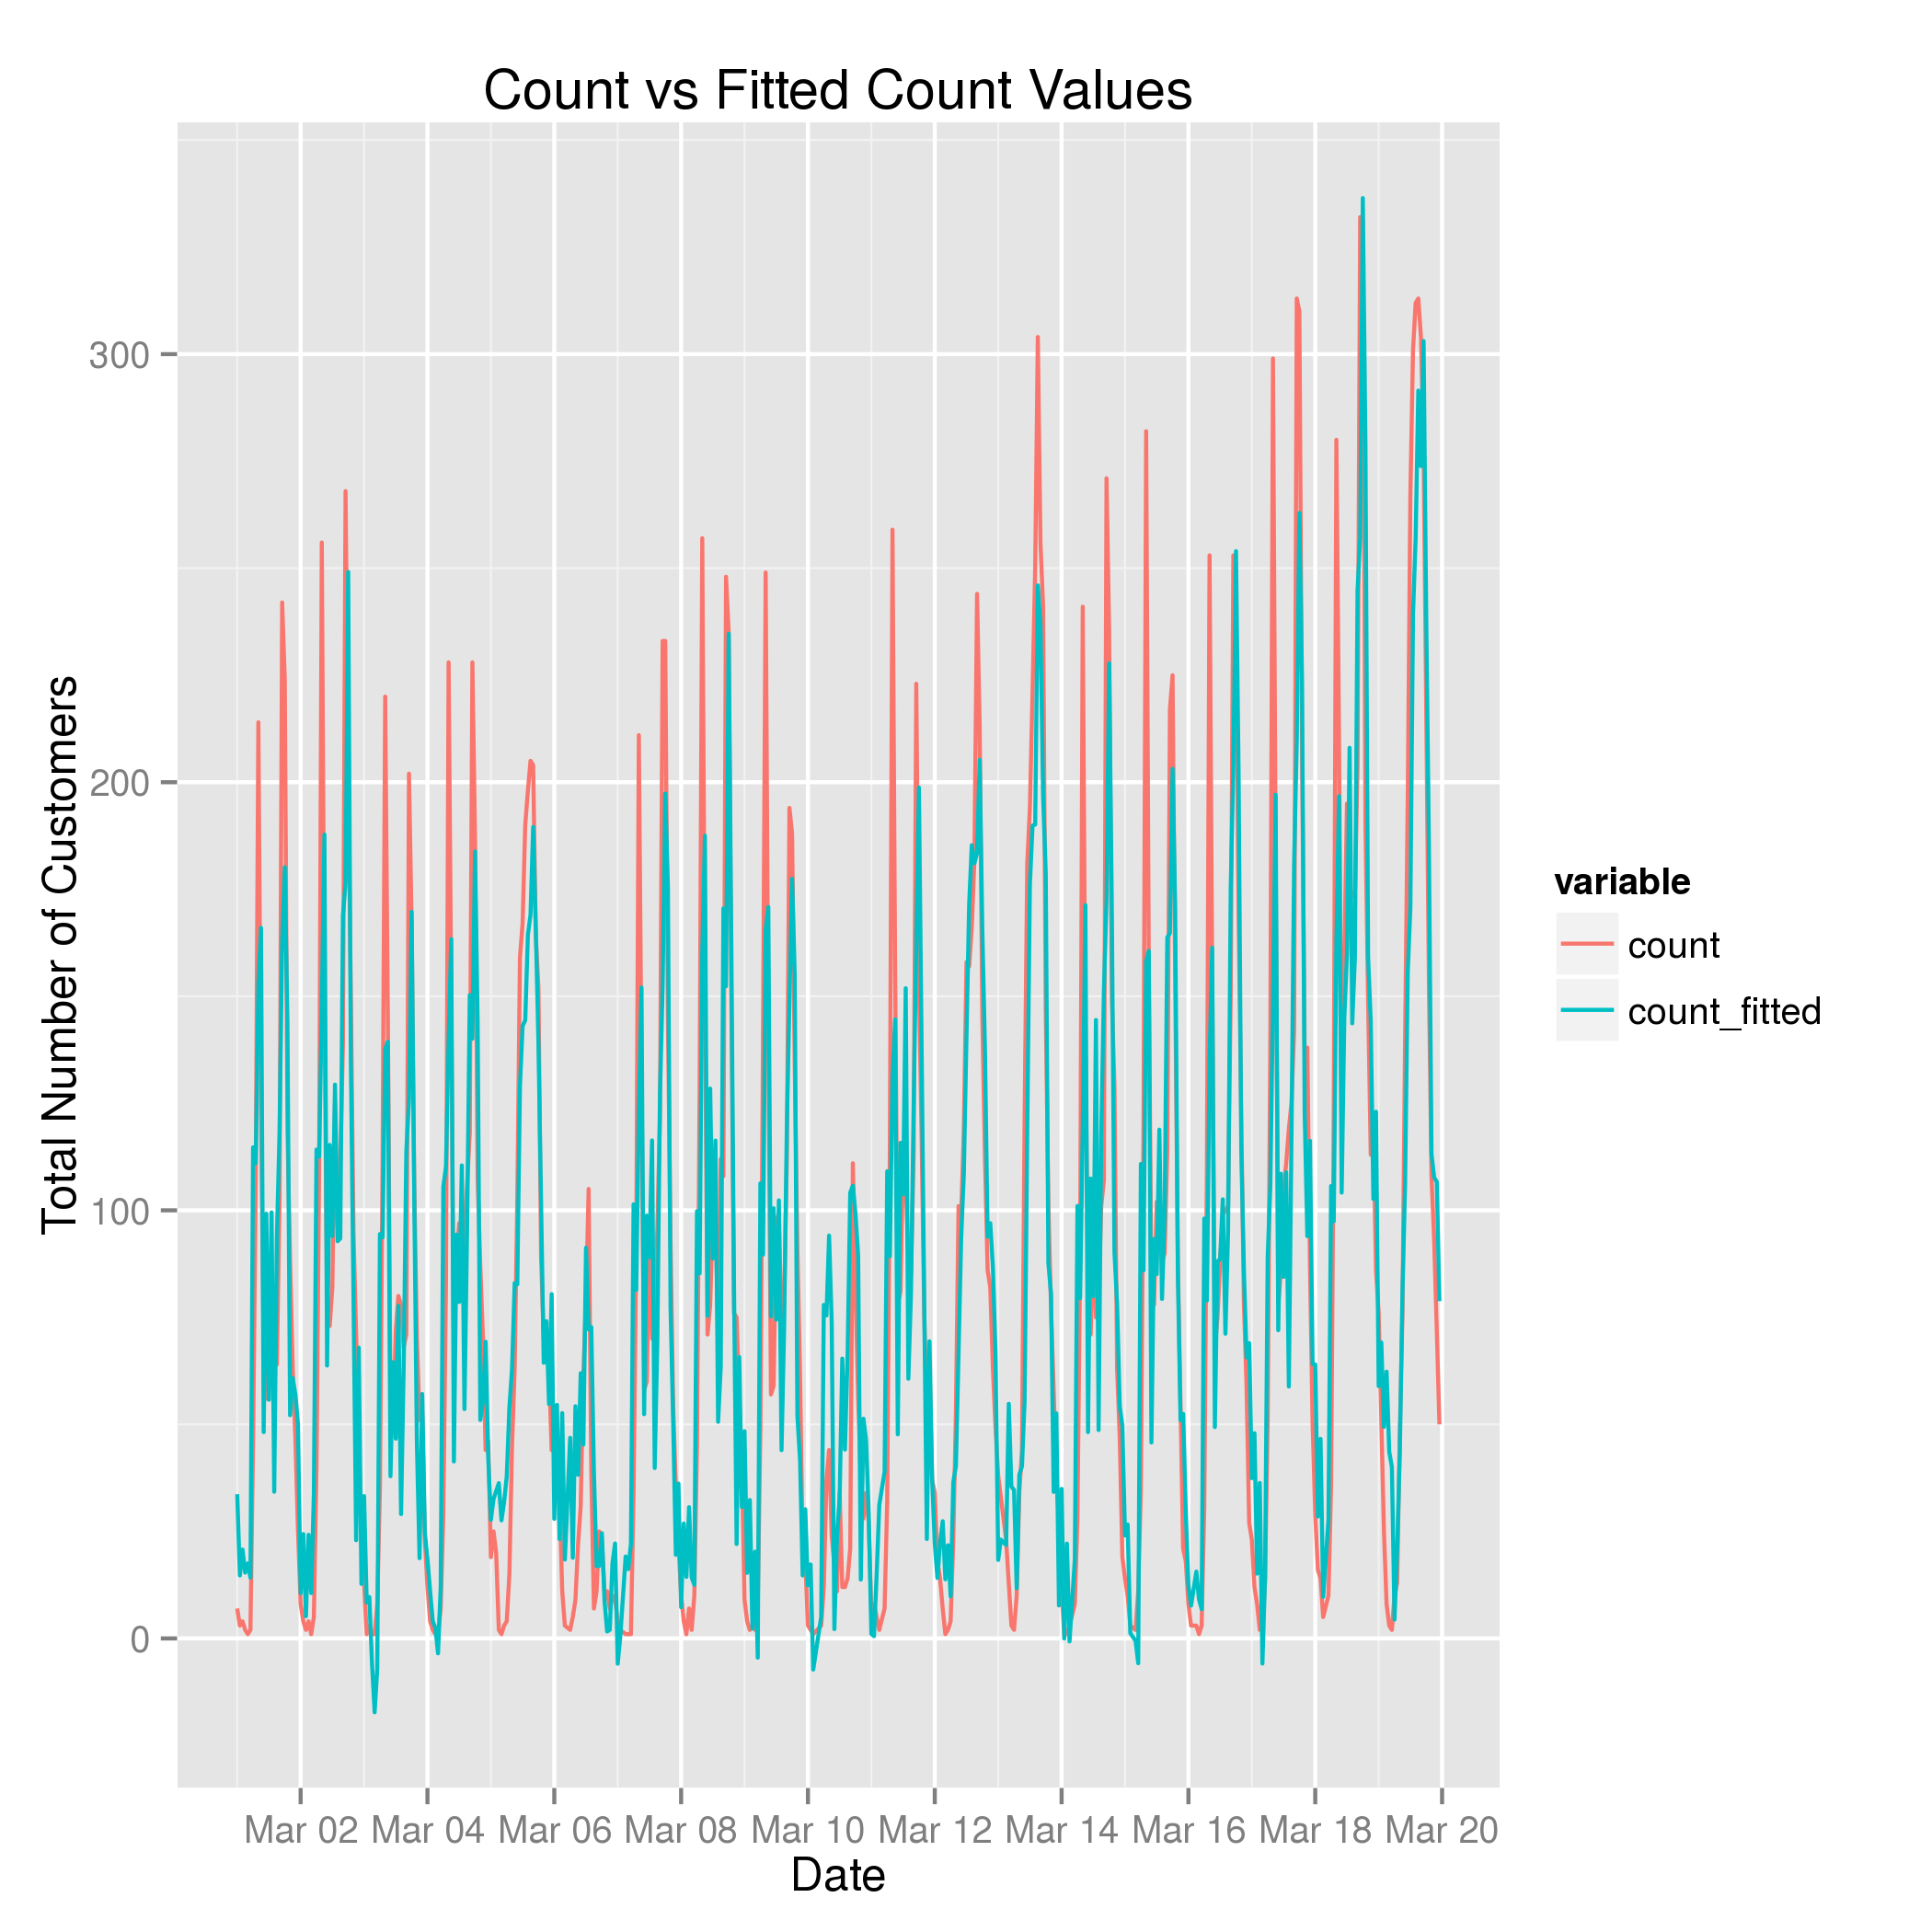 Count vs Fitted Count Values
Total Number of Customers
300
200
100
0
Mar 02 Mar 04 Mar 06 Mar 08 Mar 10 Mar 12 Mar 14 Mar 16 Mar 18 Mar 20
Date
variable
count
count_fitted